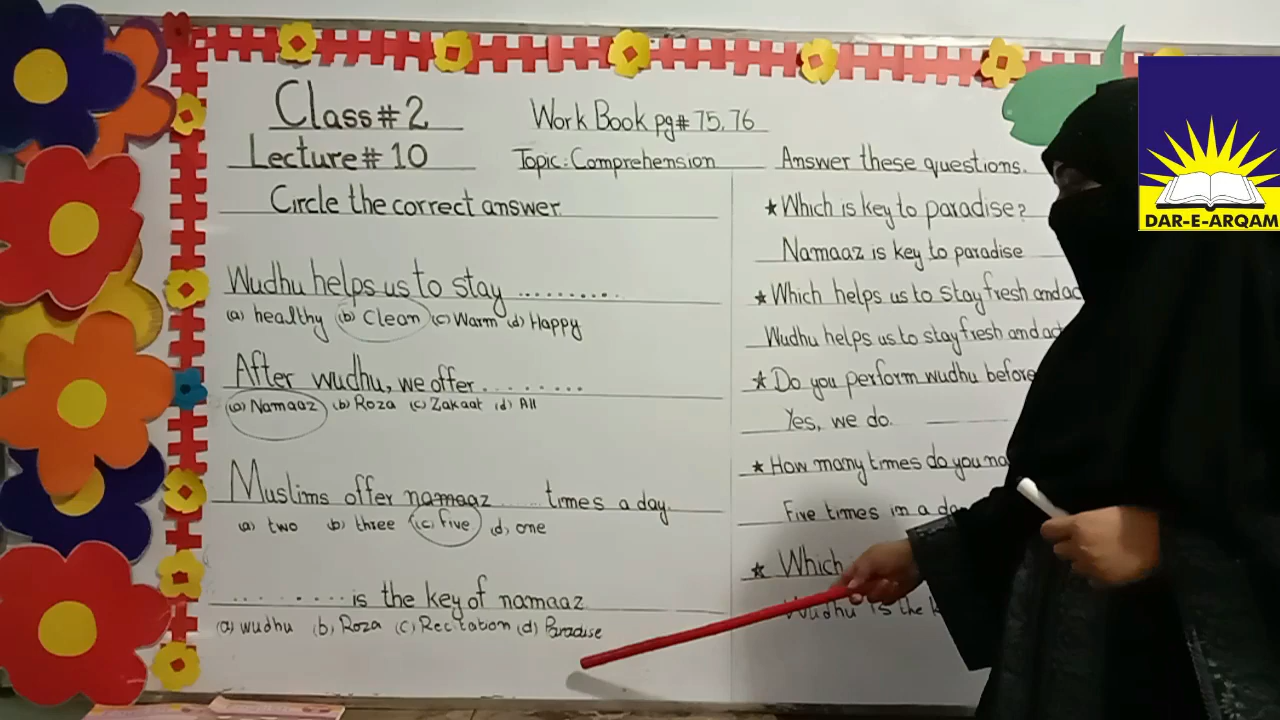 Class#2
Lecture#10
Work Book pg# 75,76
Topic: Comprehension
Circle the correct answer.
Wudhu helps us to stay ..........
(a) healthy (b) Clean (c) Warm (d) Happy
After wudhu, we offer ........
(a) Namaaz (b) Roza (c) Zakaat (d) All
Muslims offer namaaz ..... times a day.
(a) two (b) three (c) five (d) one
......... is the key of namaaz
(a) wudhu (b) Roza (c) Recitation (d) Paradise
Answer these questions.
★ Which is key to paradise?
Namaaz is key to paradise
★ Which helps us to stay fresh and ac
Wudhu helps us to stay fresh and act
★ Do you perform wudhu before
Yes, we do.
★ How many times do you na
Five times in a da
★ Which
Wudhu is the k
DAR-E-ARQAM